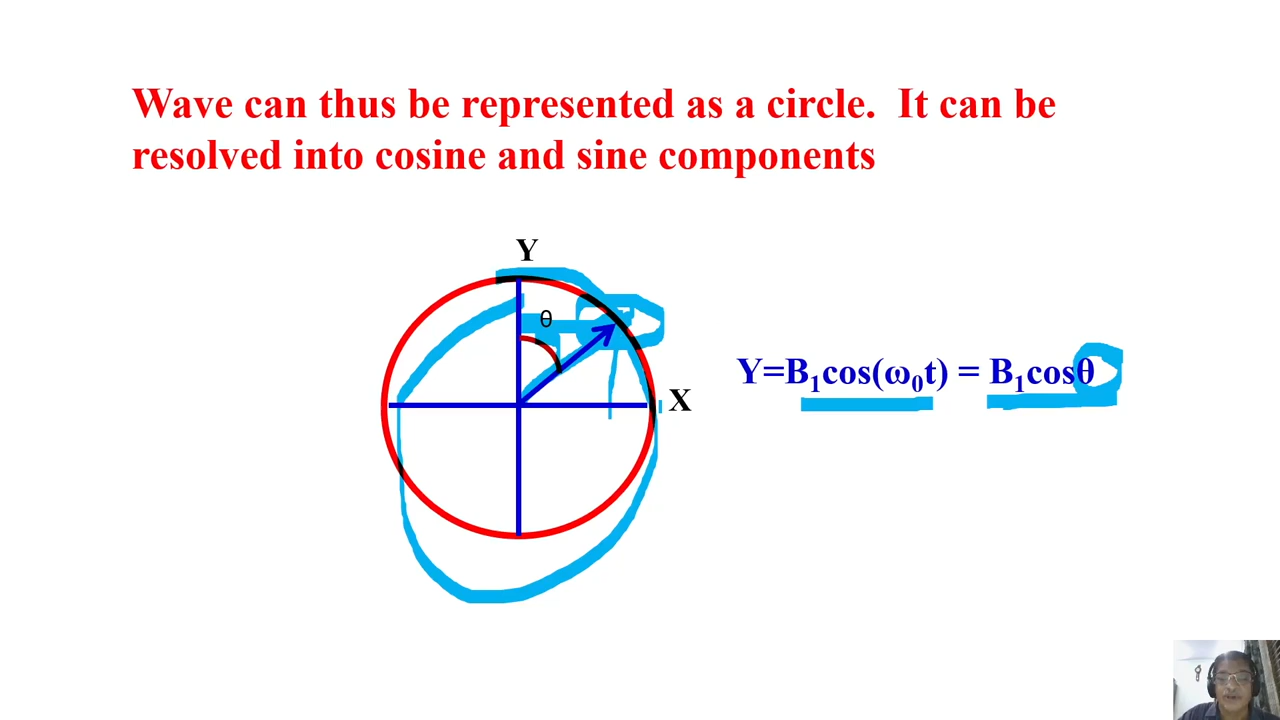 Wave can thus be represented as a circle.  It can be
resolved into cosine and sine components
Y
θ
X
Y=B₁cos(ω₀t) = B₁cosθ